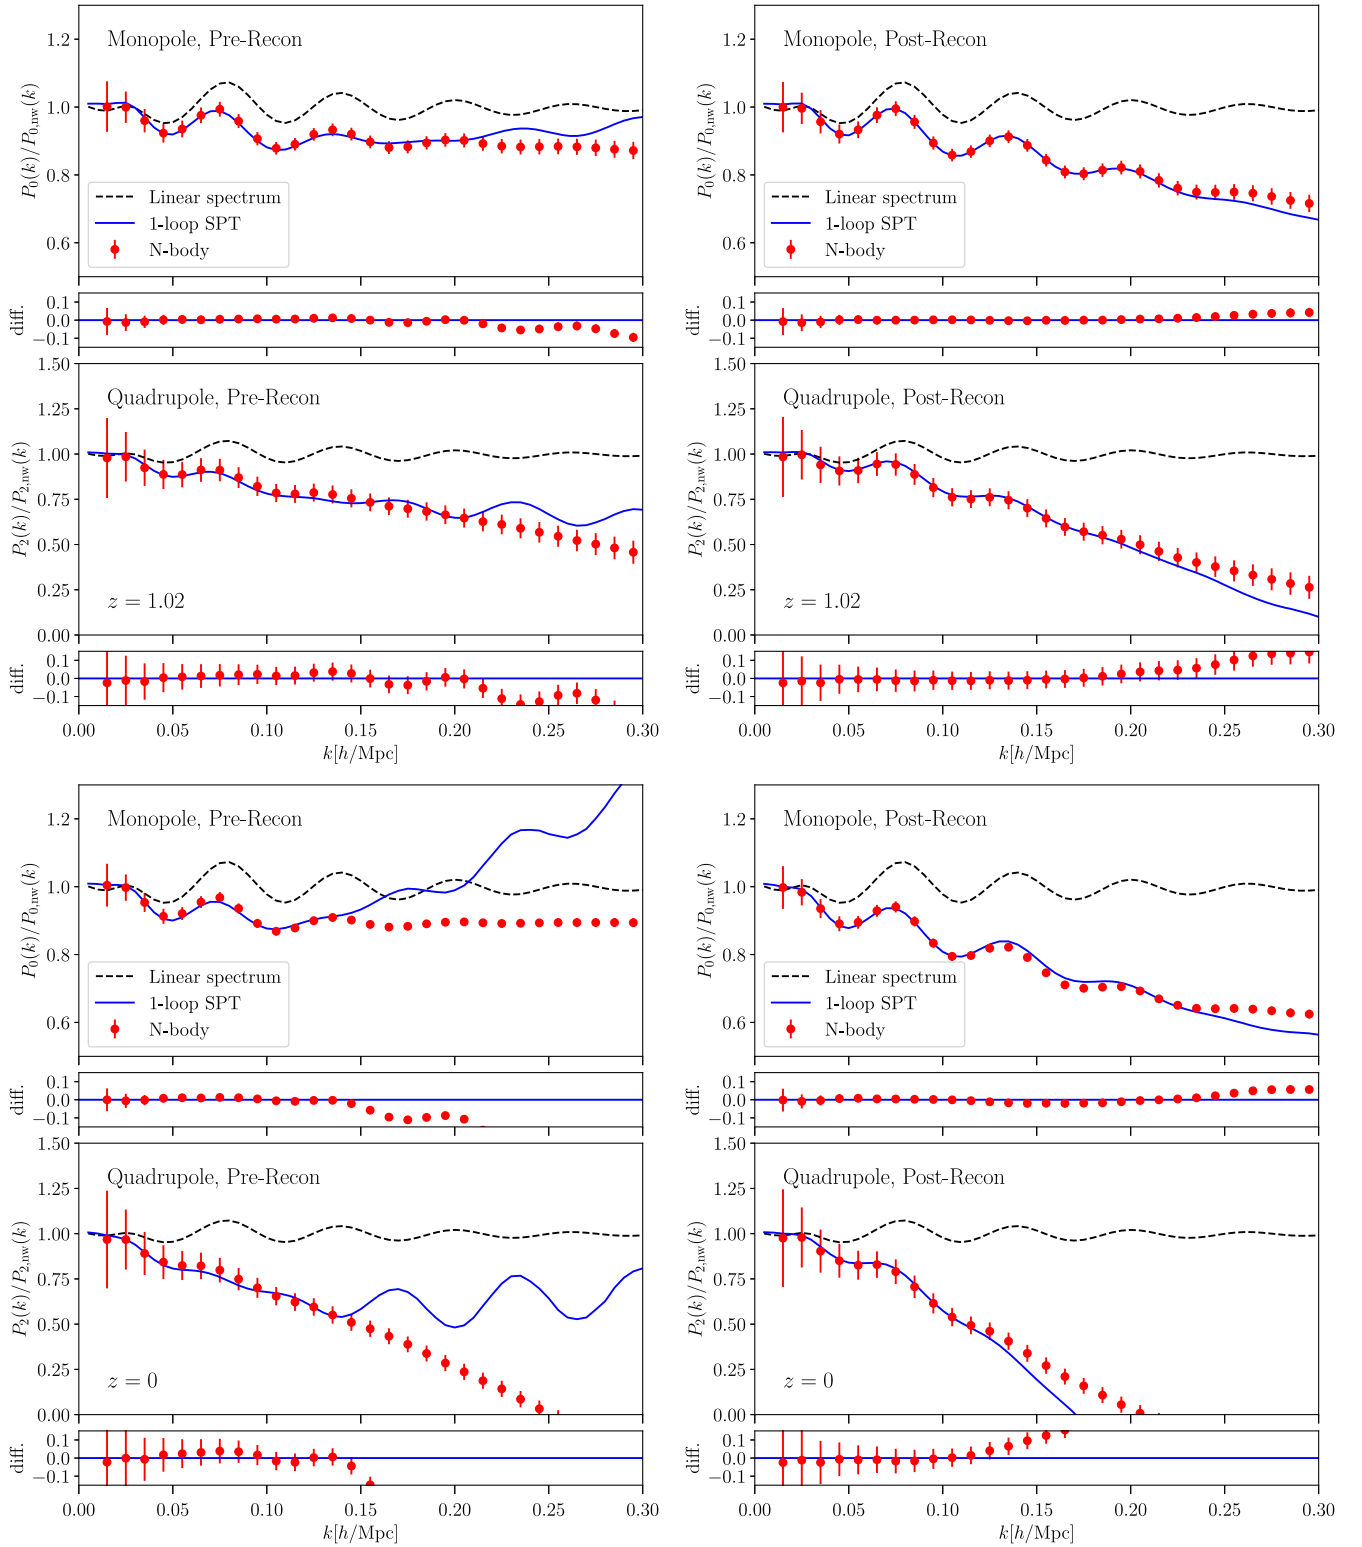 Monopole, Pre-Recon
P_0(k)/P_{0,nw}(k)
1.2
1.0
0.8
0.6
Linear spectrum
1-loop SPT
N-body
diff.
0.1
0.0
−0.1
Quadrupole, Pre-Recon
P_2(k)/P_{2,nw}(k)
1.50
1.25
1.00
0.75
0.50
0.25
0.00
z = 1.02
diff.
0.1
0.0
−0.1
0.00 0.05 0.10 0.15 0.20 0.25 0.30
k[h/Mpc]
Monopole, Post-Recon
P_0(k)/P_{0,nw}(k)
1.2
1.0
0.8
0.6
Linear spectrum
1-loop SPT
N-body
diff.
0.1
0.0
−0.1
Quadrupole, Post-Recon
P_2(k)/P_{2,nw}(k)
1.50
1.25
1.00
0.75
0.50
0.25
0.00
z = 1.02
diff.
0.1
0.0
−0.1
0.00 0.05 0.10 0.15 0.20 0.25 0.30
k[h/Mpc]
Monopole, Pre-Recon
P_0(k)/P_{0,nw}(k)
1.2
1.0
0.8
0.6
Linear spectrum
1-loop SPT
N-body
diff.
0.1
0.0
−0.1
Quadrupole, Pre-Recon
P_2(k)/P_{2,nw}(k)
1.50
1.25
1.00
0.75
0.50
0.25
0.00
z = 0
diff.
0.1
0.0
−0.1
0.00 0.05 0.10 0.15 0.20 0.25 0.30
k[h/Mpc]
Monopole, Post-Recon
P_0(k)/P_{0,nw}(k)
1.2
1.0
0.8
0.6
Linear spectrum
1-loop SPT
N-body
diff.
0.1
0.0
−0.1
Quadrupole, Post-Recon
P_2(k)/P_{2,nw}(k)
1.50
1.25
1.00
0.75
0.50
0.25
0.00
z = 0
diff.
0.1
0.0
−0.1
0.00 0.05 0.10 0.15 0.20 0.25 0.30
k[h/Mpc]